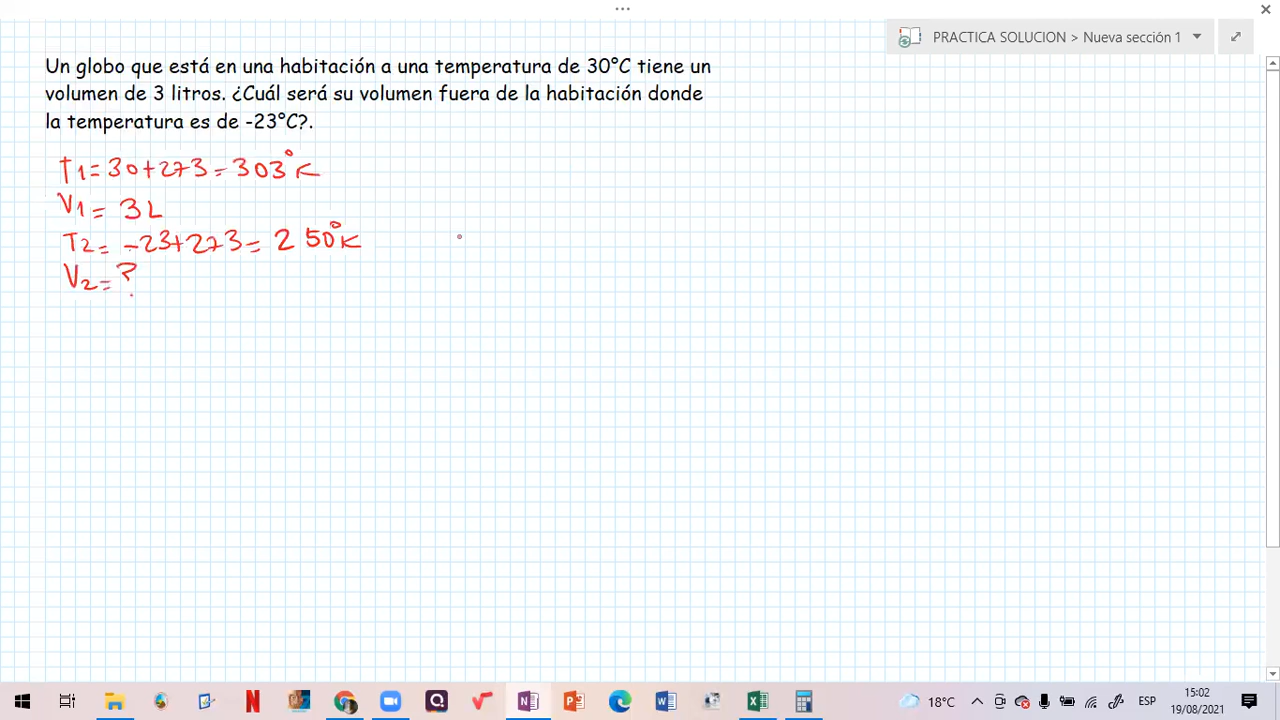 ...
PRACTICA SOLUCION > Nueva sección 1
Un globo que está en una habitación a una temperatura de 30°C tiene un
volumen de 3 litros. ¿Cuál será su volumen fuera de la habitación donde
la temperatura es de -23°C?.
T1 = 30+273 = 303°K
V1 = 3L
T2 = -23+273 = 250°K
V2 = ?
18°C
ESP
15:02
19/08/2021